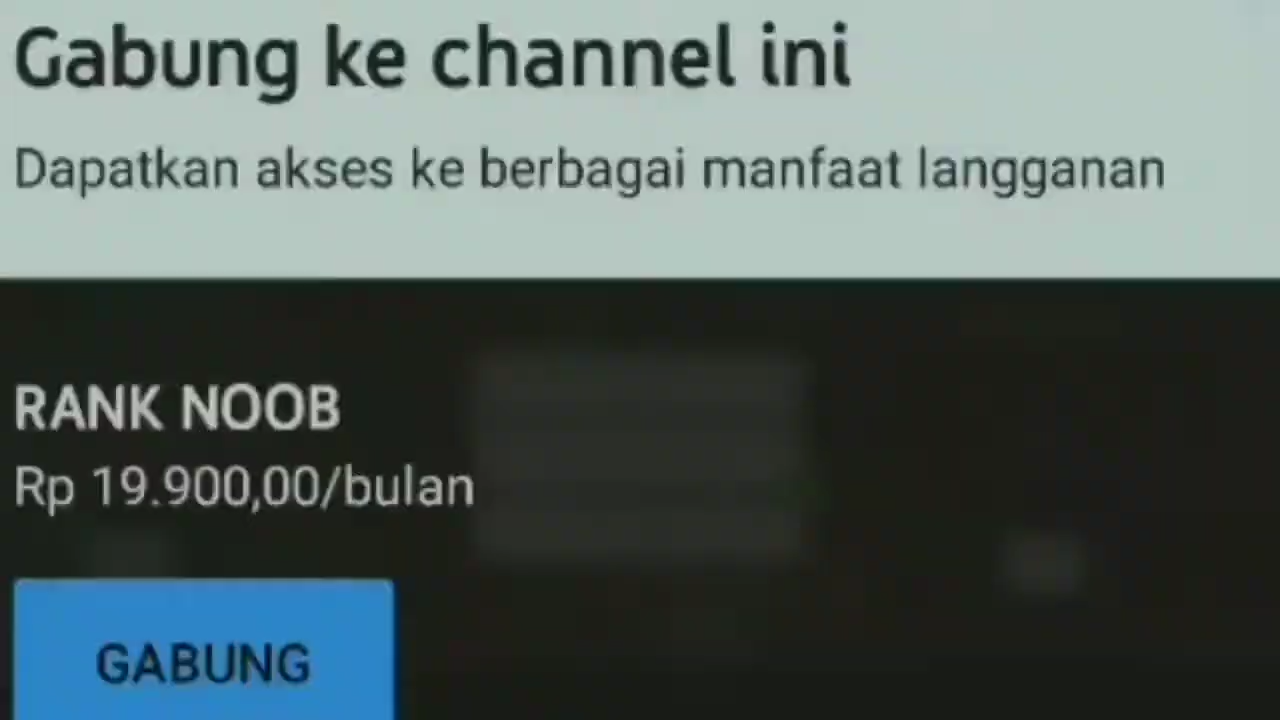 Gabung ke channel ini
Dapatkan akses ke berbagai manfaat langganan
RANK NOOB
Rp 19.900,00/bulan
GABUNG